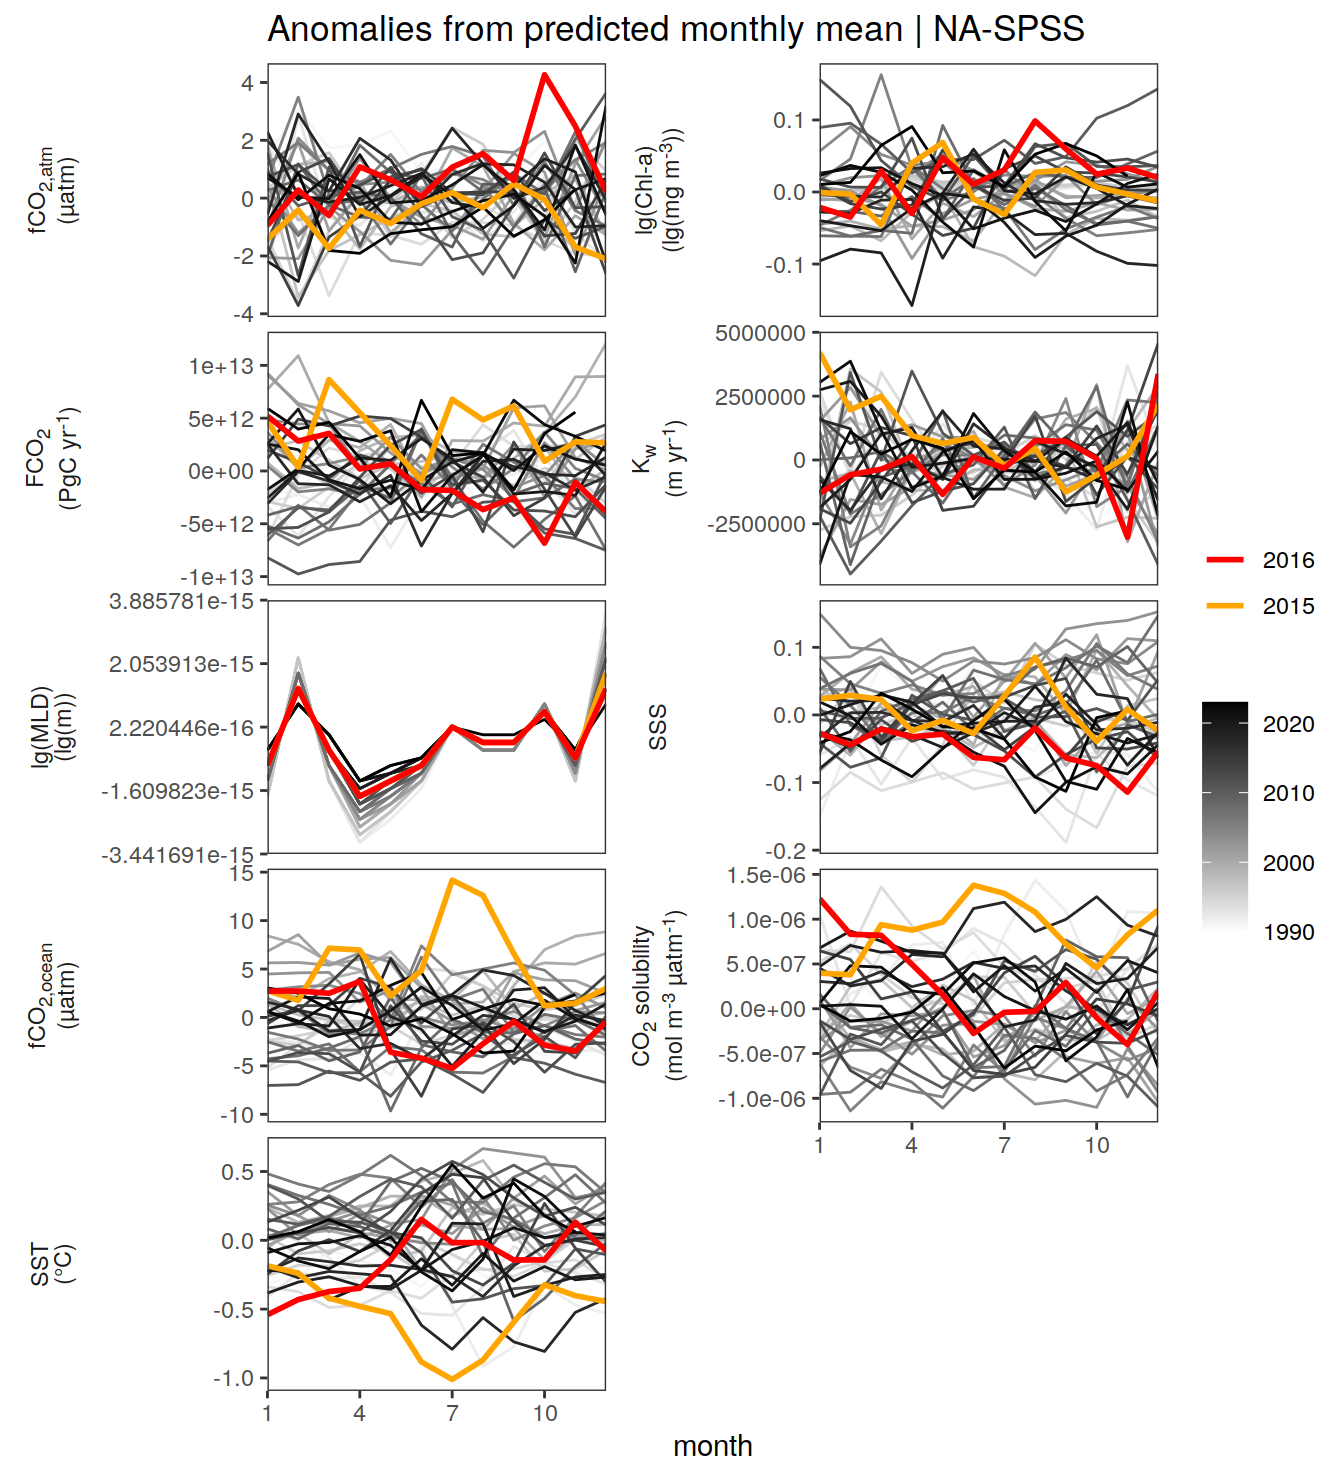 Anomalies from predicted monthly mean | NA-SPSS
fCO2,atm
(µatm)
4
2
0
-2
-4
lg(Chl-a)
(lg(mg m-3))
0.1
0.0
-0.1
FCO2
(PgC yr-1)
1e+13
5e+12
0e+00
-5e+12
-1e+13
Kw
(m yr-1)
5000000
2500000
0
-2500000
lg(MLD)
(lg(m))
3.885781e-15
2.053913e-15
2.220446e-16
-1.609823e-15
-3.441691e-15
SSS
0.1
0.0
-0.1
-0.2
fCO2,ocean
(µatm)
15
10
5
0
-5
-10
CO2 solubility
(mol m-3 µatm-1)
1.5e-06
1.0e-06
5.0e-07
0.0e+00
-5.0e-07
-1.0e-06
1 4 7 10
SST
(°C)
0.5
0.0
-0.5
-1.0
1 4 7 10
month
2016
2015
2020
2010
2000
1990